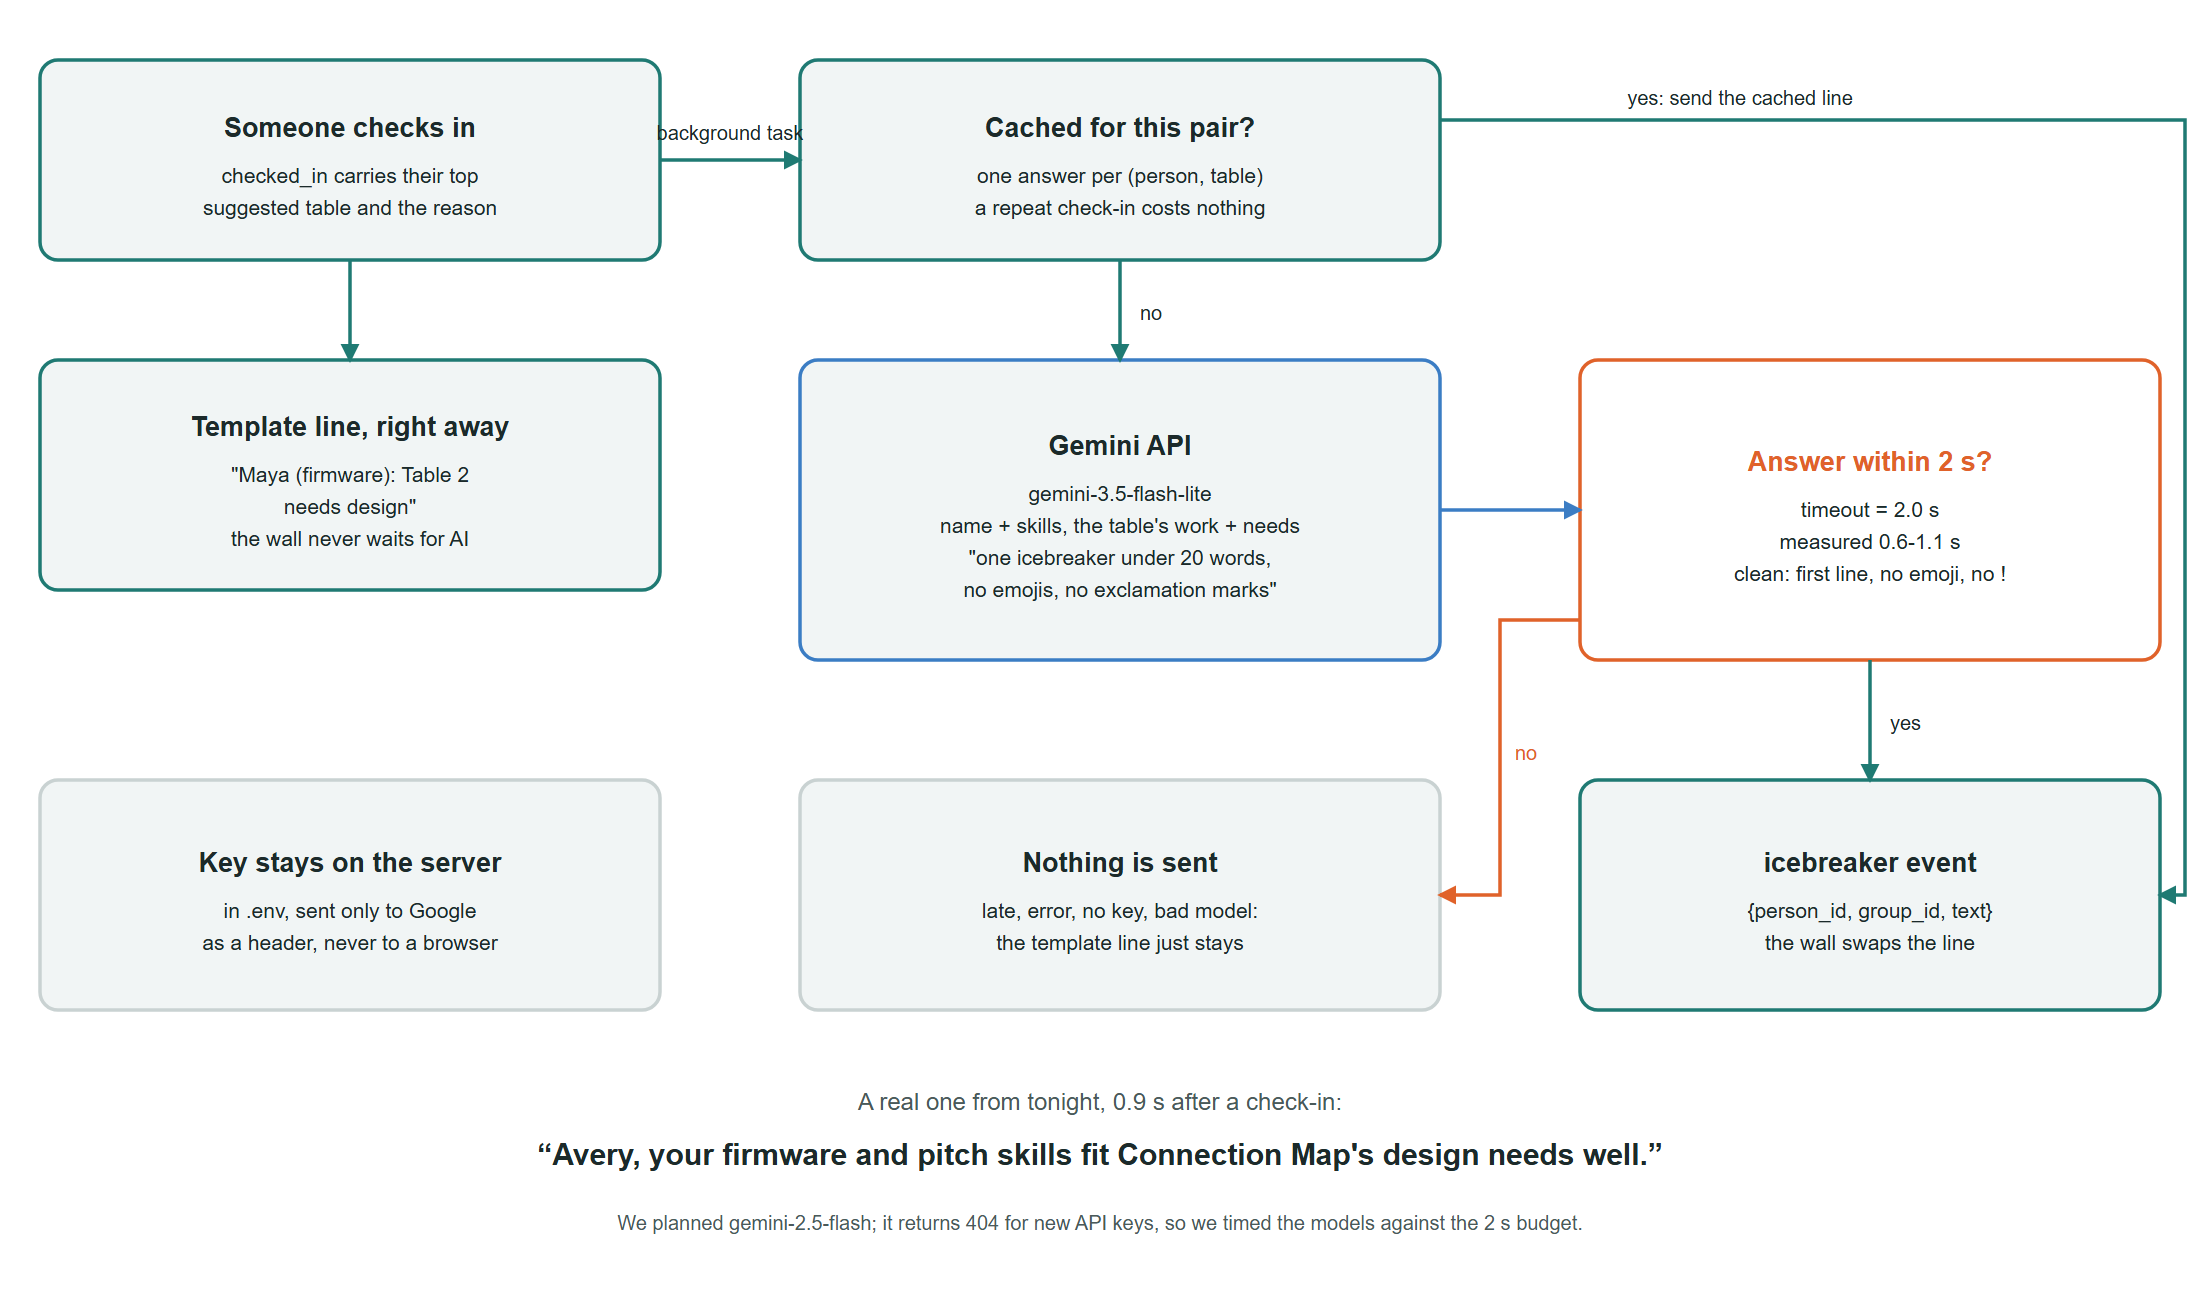 Someone checks in
checked_in carries their top
suggested table and the reason
background task
Cached for this pair?
one answer per (person, table)
a repeat check-in costs nothing
yes: send the cached line
no
Template line, right away
"Maya (firmware): Table 2
needs design"
the wall never waits for AI
Gemini API
gemini-3.5-flash-lite
name + skills, the table's work + needs
"one icebreaker under 20 words,
no emojis, no exclamation marks"
Answer within 2 s?
timeout = 2.0 s
measured 0.6-1.1 s
clean: first line, no emoji, no !
no
yes
Key stays on the server
in .env, sent only to Google
as a header, never to a browser
Nothing is sent
late, error, no key, bad model:
the template line just stays
icebreaker event
{person_id, group_id, text}
the wall swaps the line
A real one from tonight, 0.9 s after a check-in:
“Avery, your firmware and pitch skills fit Connection Map's design needs well.”
We planned gemini-2.5-flash; it returns 404 for new API keys, so we timed the models against the 2 s budget.